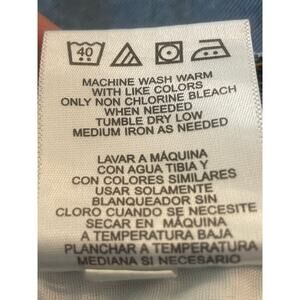 40
MACHINE WASH WARM
WITH LIKE COLORS
ONLY NON CHLORINE BLEACH
WHEN NEEDED
TUMBLE DRY LOW
MEDIUM IRON AS NEEDED
LAVAR A MÁQUINA
CON AGUA TIBIA Y
CON COLORES SIMILARES
USAR SOLAMENTE
BLANQUEADOR SIN
CLORO CUANDO SE NECESITE
SECAR EN MÁQUINA
A TEMPERATURA BAJA
PLANCHAR A TEMPERATURA
MEDIANA SI NECESARIO